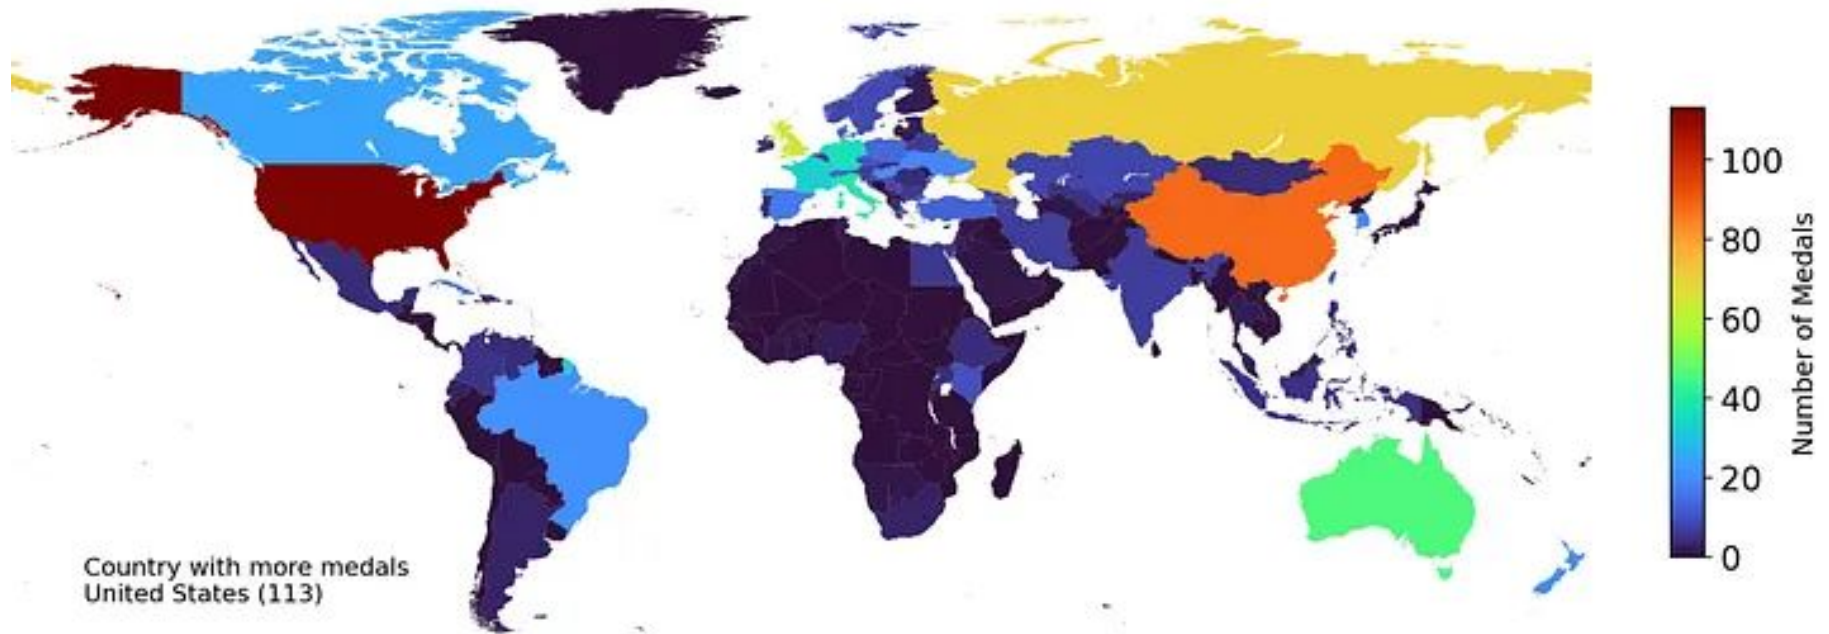 100
80
60
40
20
0
Number of Medals
Country with more medals
United States (113)